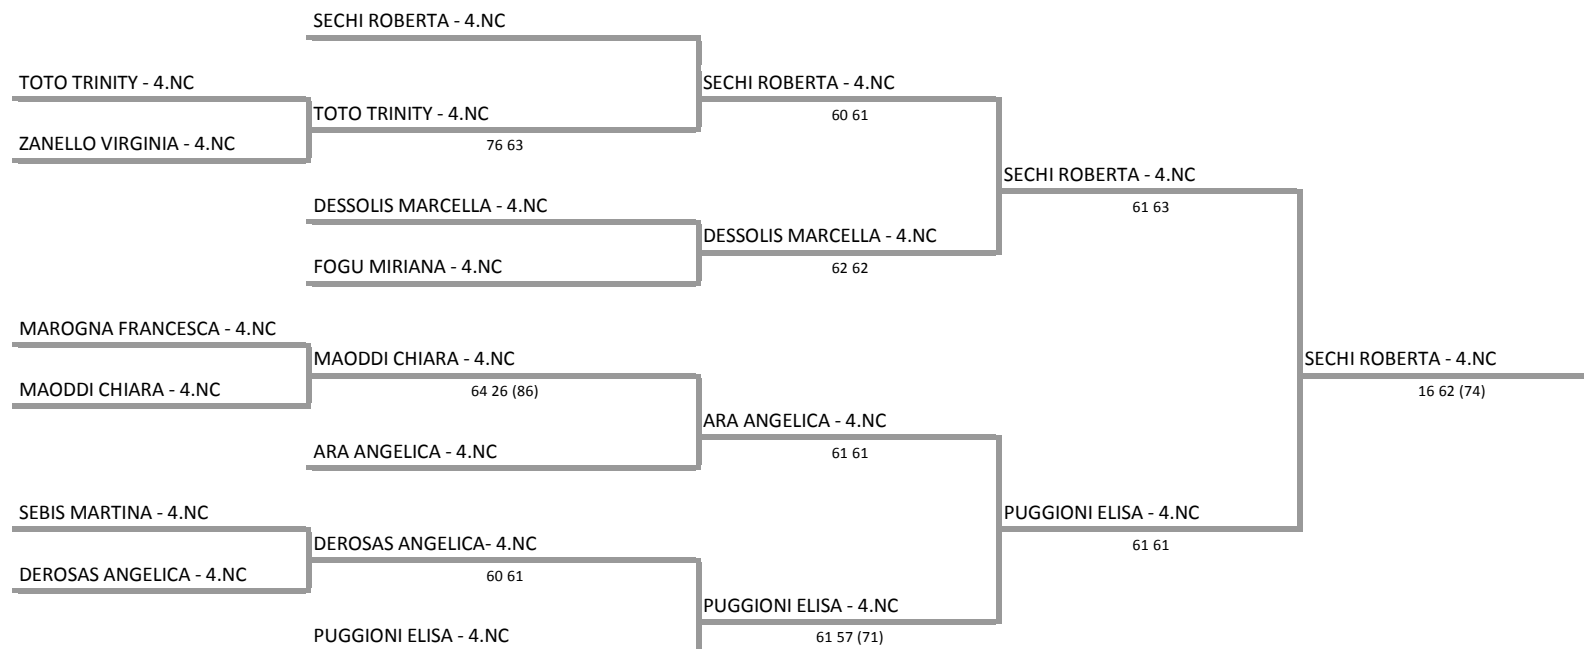 SECHI ROBERTA - 4.NC
TOTO TRINITY - 4.NC
SECHI ROBERTA - 4.NC
TOTO TRINITY - 4.NC
60 61
ZANELLO VIRGINIA - 4.NC
76 63
SECHI ROBERTA - 4.NC
DESSOLIS MARCELLA - 4.NC
61 63
DESSOLIS MARCELLA - 4.NC
FOGU MIRIANA - 4.NC
62 62
MAROGNA FRANCESCA - 4.NC
MAODDI CHIARA - 4.NC
SECHI ROBERTA - 4.NC
MAODDI CHIARA - 4.NC
64 26 (86)
16 62 (74)
ARA ANGELICA - 4.NC
ARA ANGELICA - 4.NC
61 61
SEBIS MARTINA - 4.NC
PUGGIONI ELISA - 4.NC
DEROSAS ANGELICA- 4.NC
61 61
DEROSAS ANGELICA - 4.NC
60 61
PUGGIONI ELISA - 4.NC
PUGGIONI ELISA - 4.NC
61 57 (71)